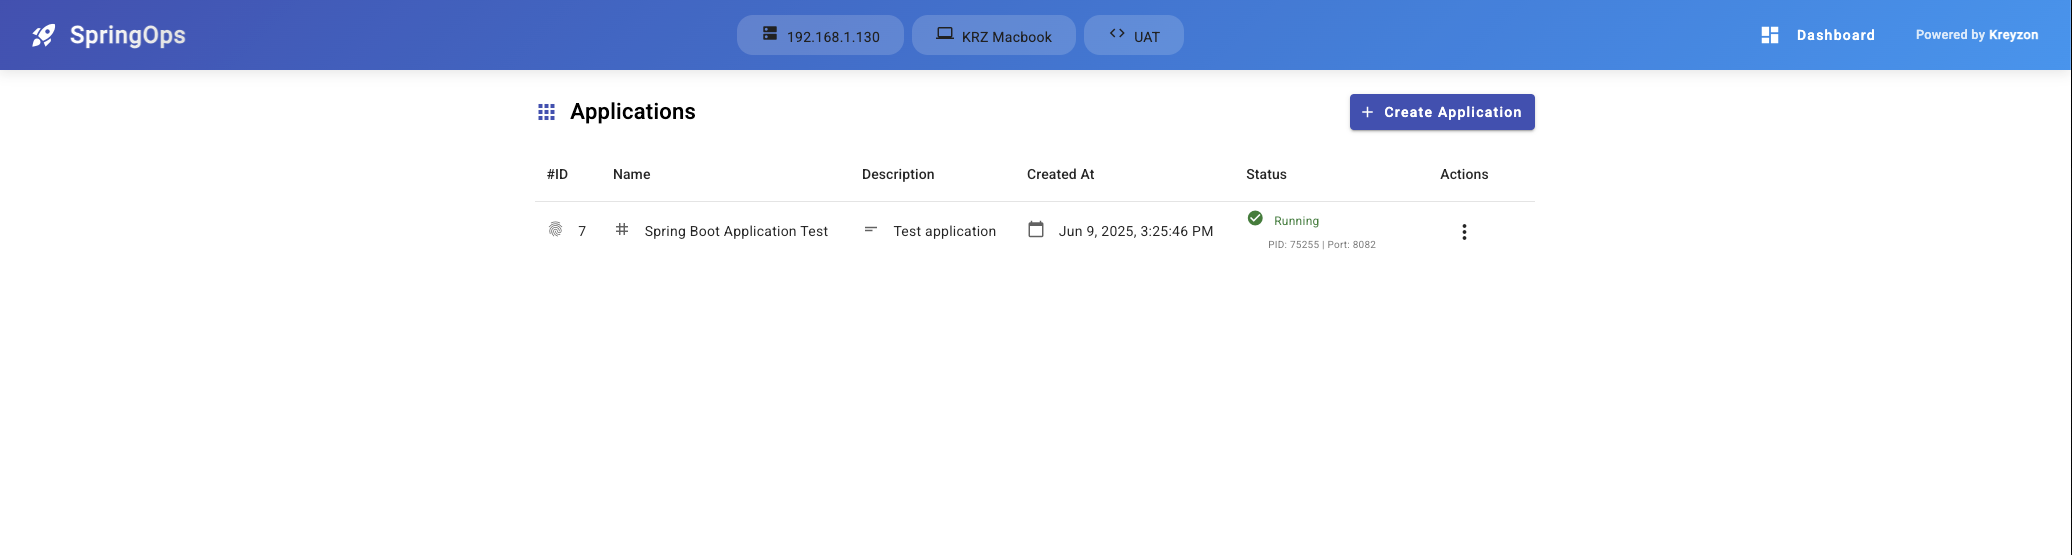 SpringOps
192.168.1.130
KRZ Macbook
UAT
Dashboard
Powered by Kreyzon
Applications
+ Create Application
#ID Name Description Created At Status Actions
7 Spring Boot Application Test Test application Jun 9, 2025, 3:25:46 PM Running
PID: 75255 | Port: 8082